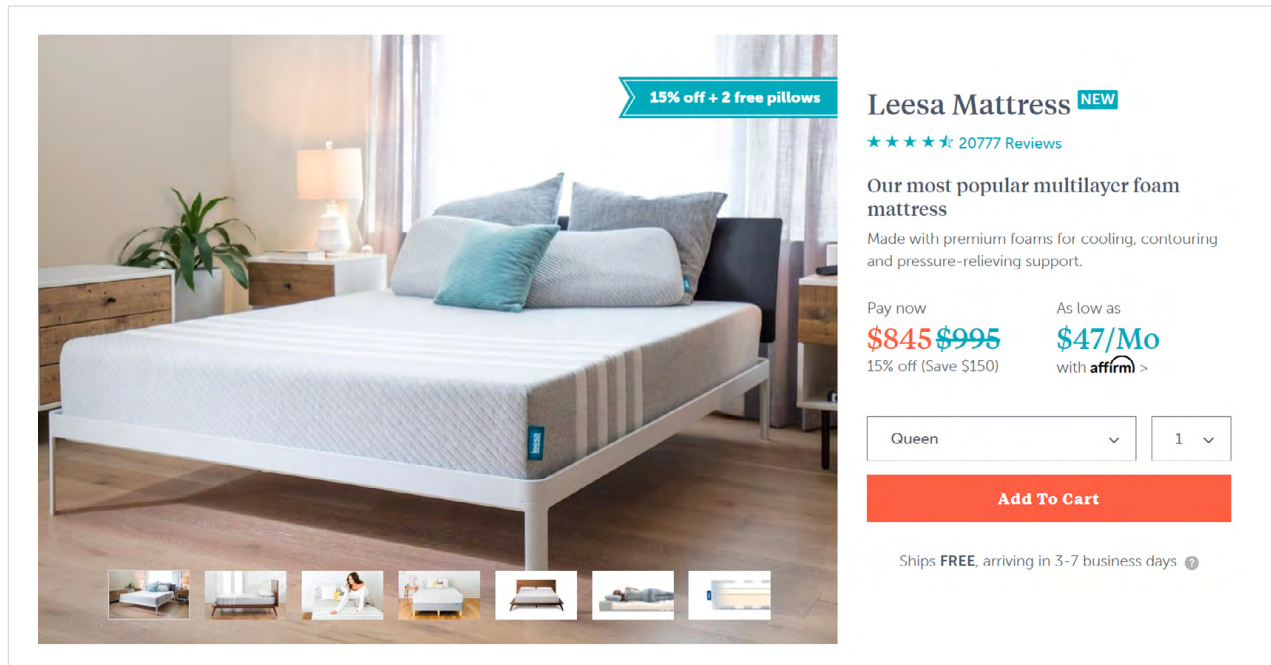 15% off + 2 free pillows
leesa
Leesa Mattress NEW
20777 Reviews
Our most popular multilayer foam
mattress
Made with premium foams for cooling, contouring
and pressure-relieving support.
Pay now
As low as
$845 $995
$47/Mo
15% off (Save $150)
with affirm >
Queen
1
Add To Cart
Ships FREE, arriving in 3-7 business days ?